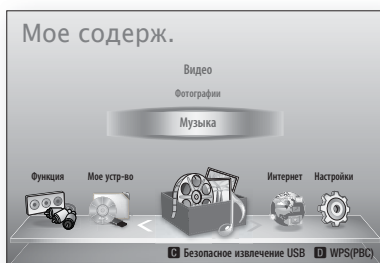 Мое содерж.
Видео
Фотографии
Музыка
Функция Мое устр-во Интернет Настройки
C Безопасное извлечение USB D WPS(PBC)